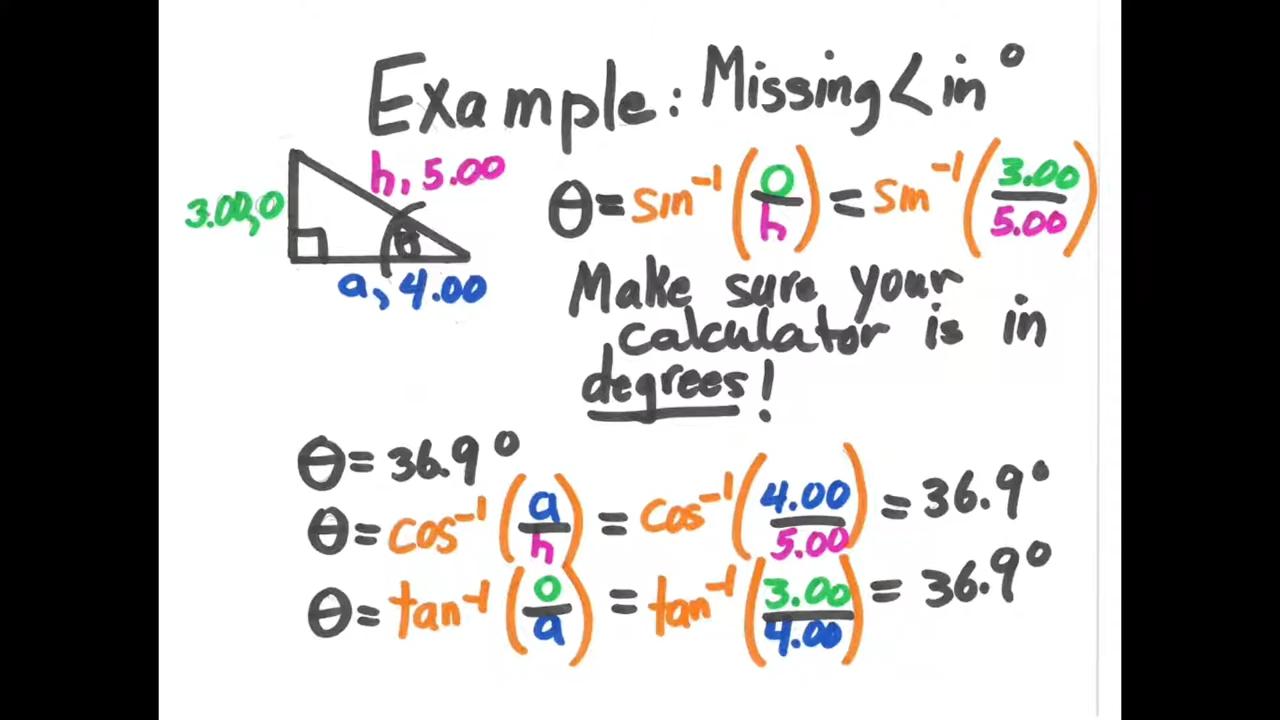 Example: Missing < in °
h, 5.00
3.00, o
θ
a, 4.00
θ = sin⁻¹ (o/h) = sin⁻¹ (3.00/5.00)
Make sure your
calculator is in
degrees!
θ = 36.9°
θ = cos⁻¹ (a/h) = cos⁻¹ (4.00/5.00) = 36.9°
θ = tan⁻¹ (o/a) = tan⁻¹ (3.00/4.00) = 36.9°